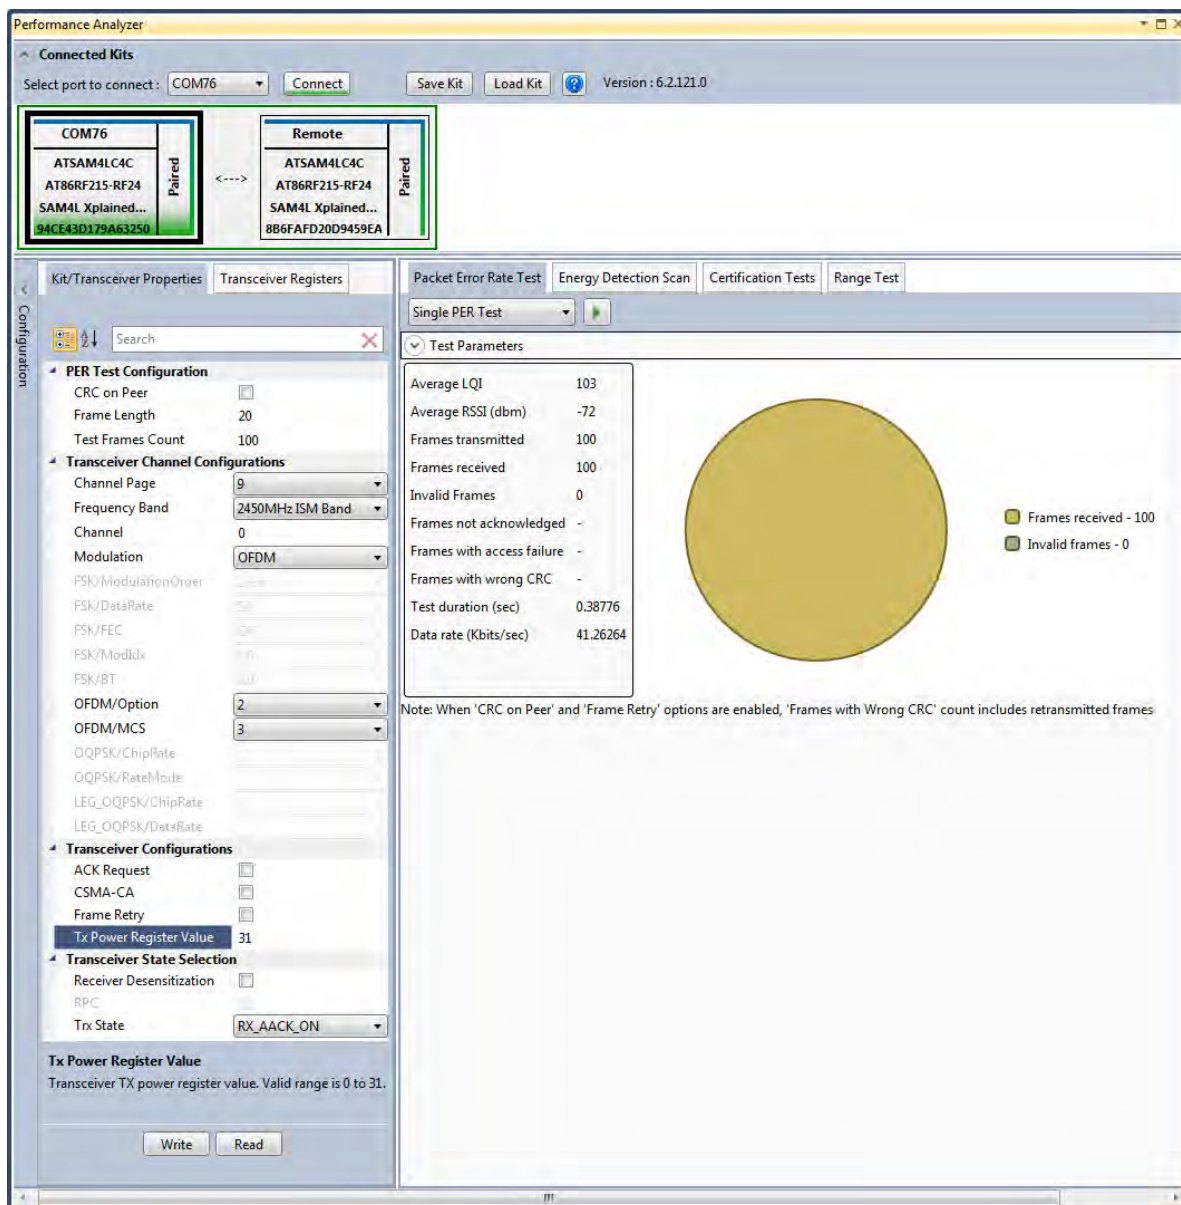 Performance Analyzer
Connected Kits
Select port to connect : COM76 Connect Save Kit Load Kit Version : 6.2.121.0
COM76
ATSAM4LC4C
AT86RF215-RF24
SAM4L Xplained...
94CE43D179A63250
Paired
<--->
Remote
ATSAM4LC4C
AT86RF215-RF24
SAM4L Xplained...
8B6FAFD20D9459EA
Paired
Configuration
Kit/Transceiver Properties Transceiver Registers
Search
PER Test Configuration
CRC on Peer
Frame Length 20
Test Frames Count 100
Transceiver Channel Configurations
Channel Page 9
Frequency Band 2450MHz ISM Band
Channel 0
Modulation OFDM
FSK/ModulationOrder
FSK/DataRate
FSK/FEC
FSK/ModIdx
FSK/BT
OFDM/Option 2
OFDM/MCS 3
OQPSK/ChipRate
OQPSK/RateMode
LEG_OQPSK/ChipRate
LEG_OQPSK/DataRate
Transceiver Configurations
ACK Request
CSMA-CA
Frame Retry
Tx Power Register Value 31
Transceiver State Selection
Receiver Desensitization
RPC
Trx State RX_AACK_ON
Tx Power Register Value
Transceiver TX power register value. Valid range is 0 to 31.
Write Read
Packet Error Rate Test Energy Detection Scan Certification Tests Range Test
Single PER Test
Test Parameters
Average LQI 103
Average RSSI (dbm) -72
Frames transmitted 100
Frames received 100
Invalid Frames 0
Frames not acknowledged -
Frames with access failure -
Frames with wrong CRC -
Test duration (sec) 0.38776
Data rate (Kbits/sec) 41.26264
Frames received - 100
Invalid frames - 0
Note: When 'CRC on Peer' and 'Frame Retry' options are enabled, 'Frames with Wrong CRC' count includes retransmitted frames